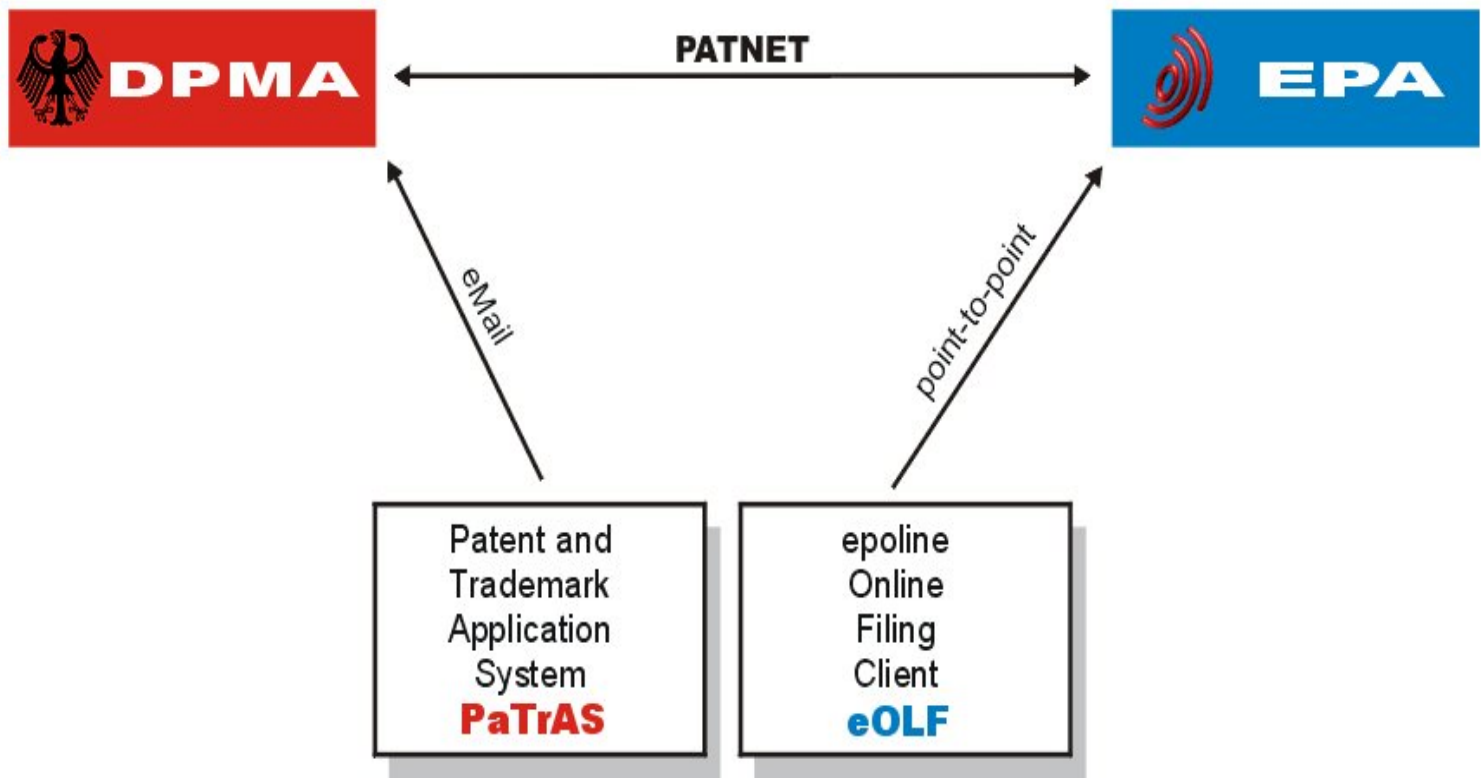 DPMA
PATNET
EPA
eMail
point-to-point
Patent and
Trademark
Application
System
PaTrAS
epoline
Online
Filing
Client
eOLF